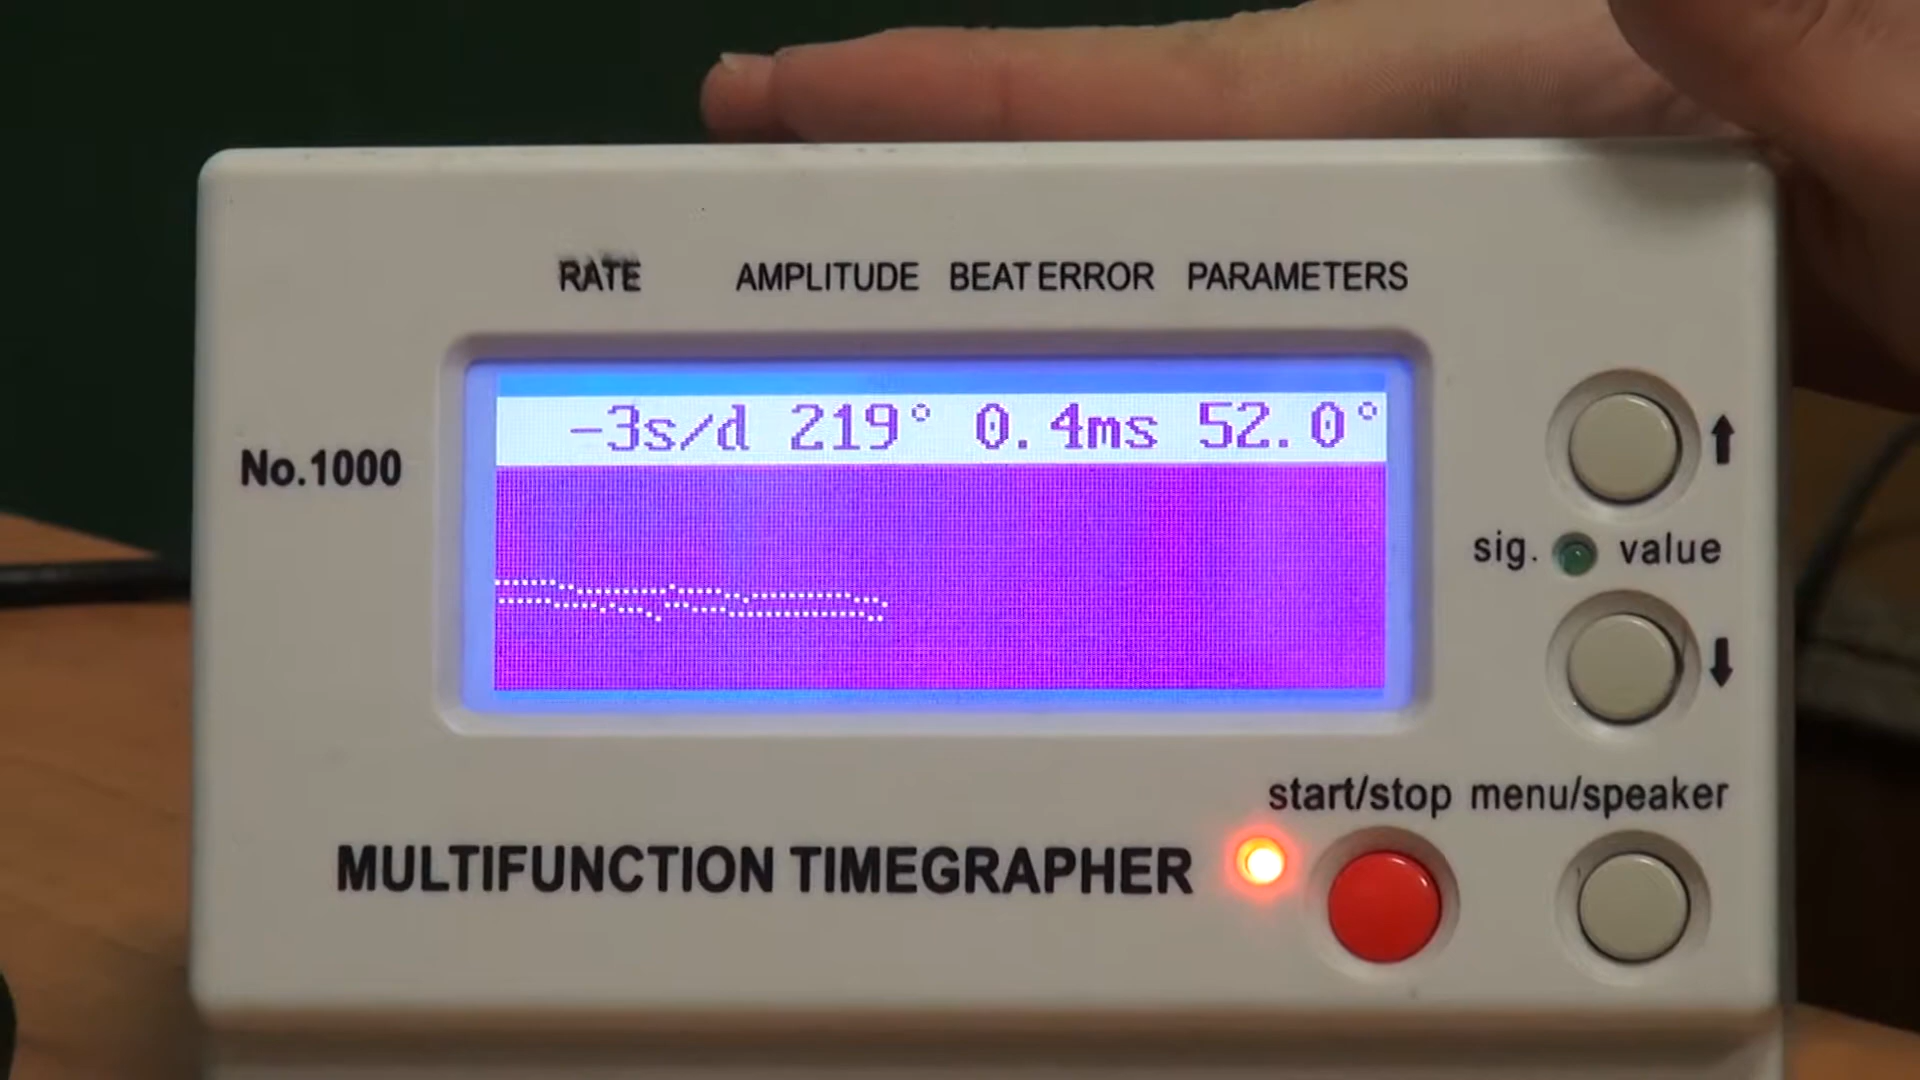 RATE AMPLITUDE BEAT ERROR PARAMETERS
-3s/d 219° 0.4ms 52.0°
No.1000
sig. value
start/stop menu/speaker
MULTIFUNCTION TIMEGRAPHER